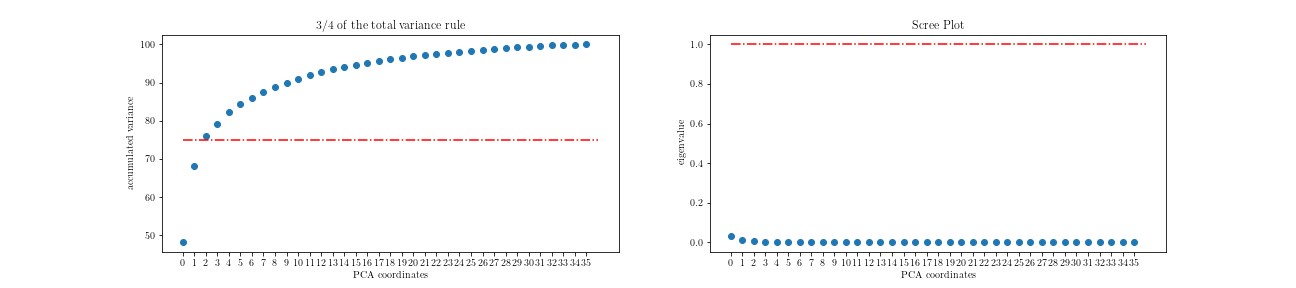 3/4 of the total variance rule
100
90
80
70
60
50
accumulated variance
0 1 2 3 4 5 6 7 8 9 10 11 12 13 14 15 16 17 18 19 20 21 22 23 24 25 26 27 28 29 30 31 32 33 34 35
PCA coordinates
Scree Plot
1.0
0.8
0.6
0.4
0.2
0.0
eigenvalue
0 1 2 3 4 5 6 7 8 9 10 11 12 13 14 15 16 17 18 19 20 21 22 23 24 25 26 27 28 29 30 31 32 33 34 35
PCA coordinates